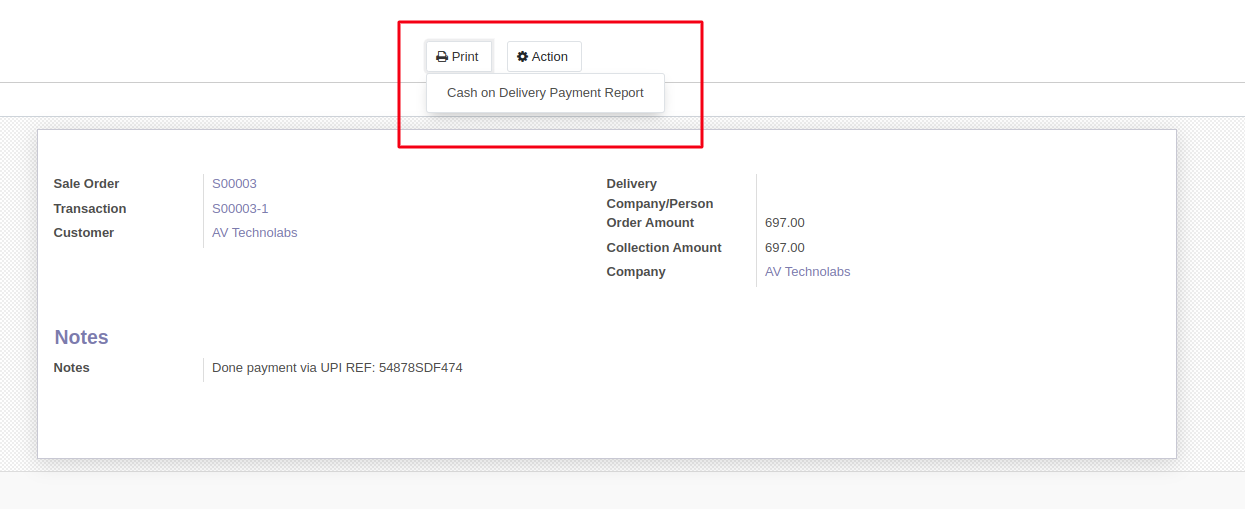 Print
Action
Cash on Delivery Payment Report
Sale Order S00003
Transaction S00003-1
Customer AV Technolabs
Delivery
Company/Person
Order Amount 697.00
Collection Amount 697.00
Company AV Technolabs
Notes
Notes Done payment via UPI REF: 54878SDF474